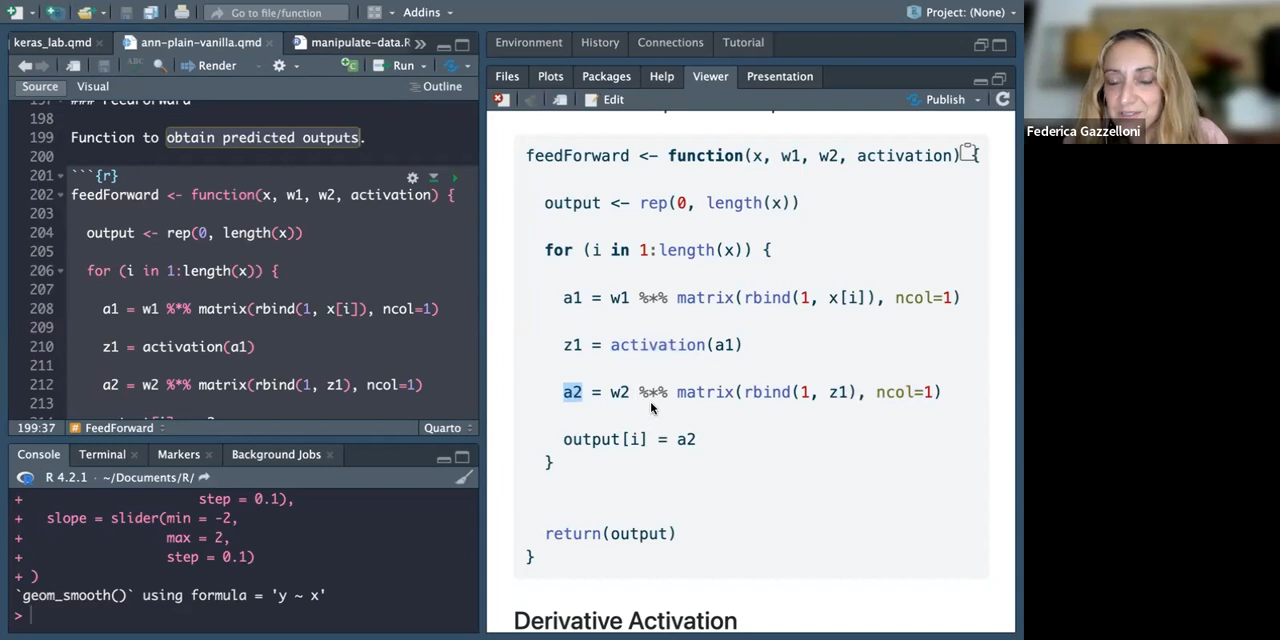 Go to file/function
Addins
Project: (None)
keras_lab.qmd
ann-plain-vanilla.qmd
manipulate-data.R
Render
Run
Source
Visual
Outline
197
### FeedForward
198
199 Function to obtain predicted outputs.
200
201 ```{r}
202 feedForward <- function(x, w1, w2, activation) {
203
204 output <- rep(0, length(x))
205
206 for (i in 1:length(x)) {
207
208 a1 = w1 %*% matrix(rbind(1, x[i]), ncol=1)
209
210 z1 = activation(a1)
211
212 a2 = w2 %*% matrix(rbind(1, z1), ncol=1)
213
199:37
FeedForward
Quarto
Console
Terminal
Markers
Background Jobs
R 4.2.1 · ~/Documents/R/
+ step = 0.1),
+ slope = slider(min = -2,
+ max = 2,
+ step = 0.1)
+ )
`geom_smooth()` using formula = 'y ~ x'
>
Environment
History
Connections
Tutorial
Files
Plots
Packages
Help
Viewer
Presentation
Edit
Publish
feedForward <- function(x, w1, w2, activation) {
output <- rep(0, length(x))
for (i in 1:length(x)) {
a1 = w1 %*% matrix(rbind(1, x[i]), ncol=1)
z1 = activation(a1)
a2 = w2 %*% matrix(rbind(1, z1), ncol=1)
output[i] = a2
}
return(output)
}
Derivative Activation
Federica Gazzelloni